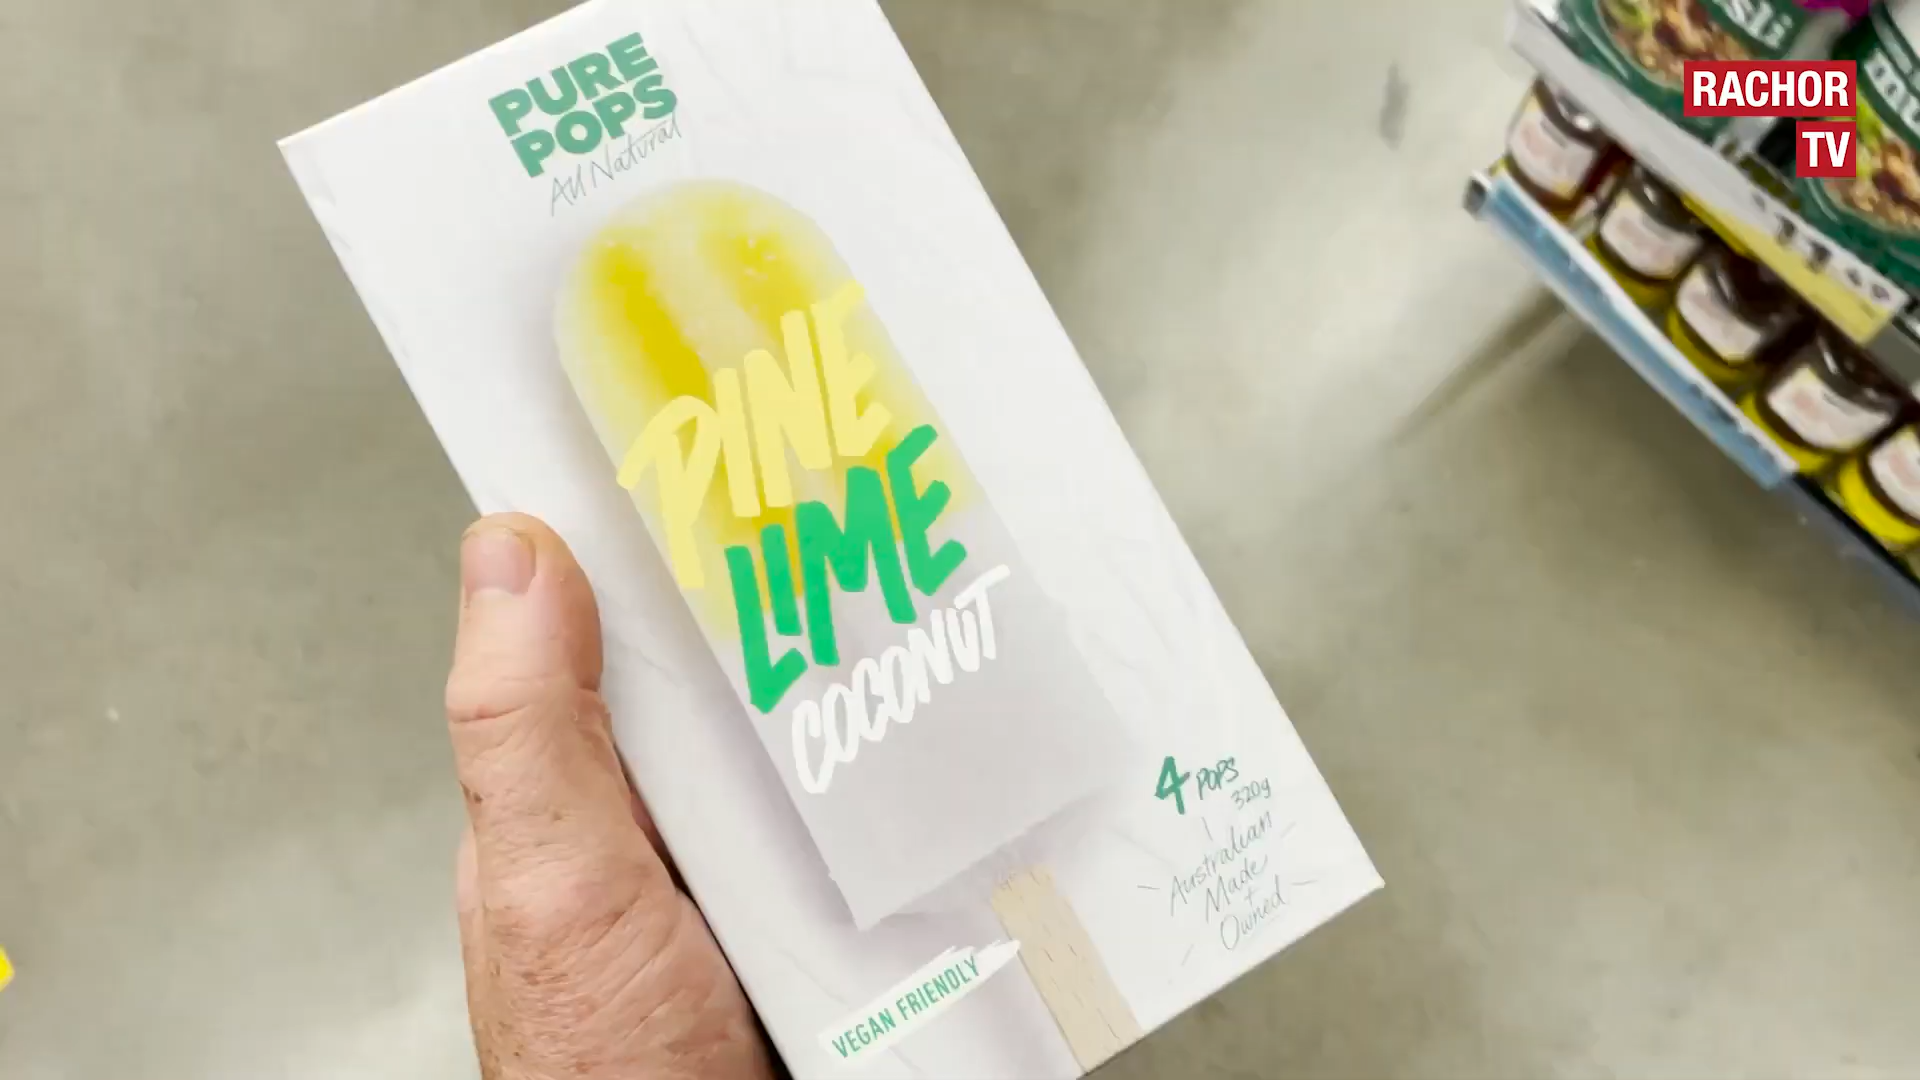 PURE
POPS
All Natural
PINE
LIME
COCONUT
4 POPS
320g
Australian
Made
+
Owned
VEGAN FRIENDLY
RACHOR
TV